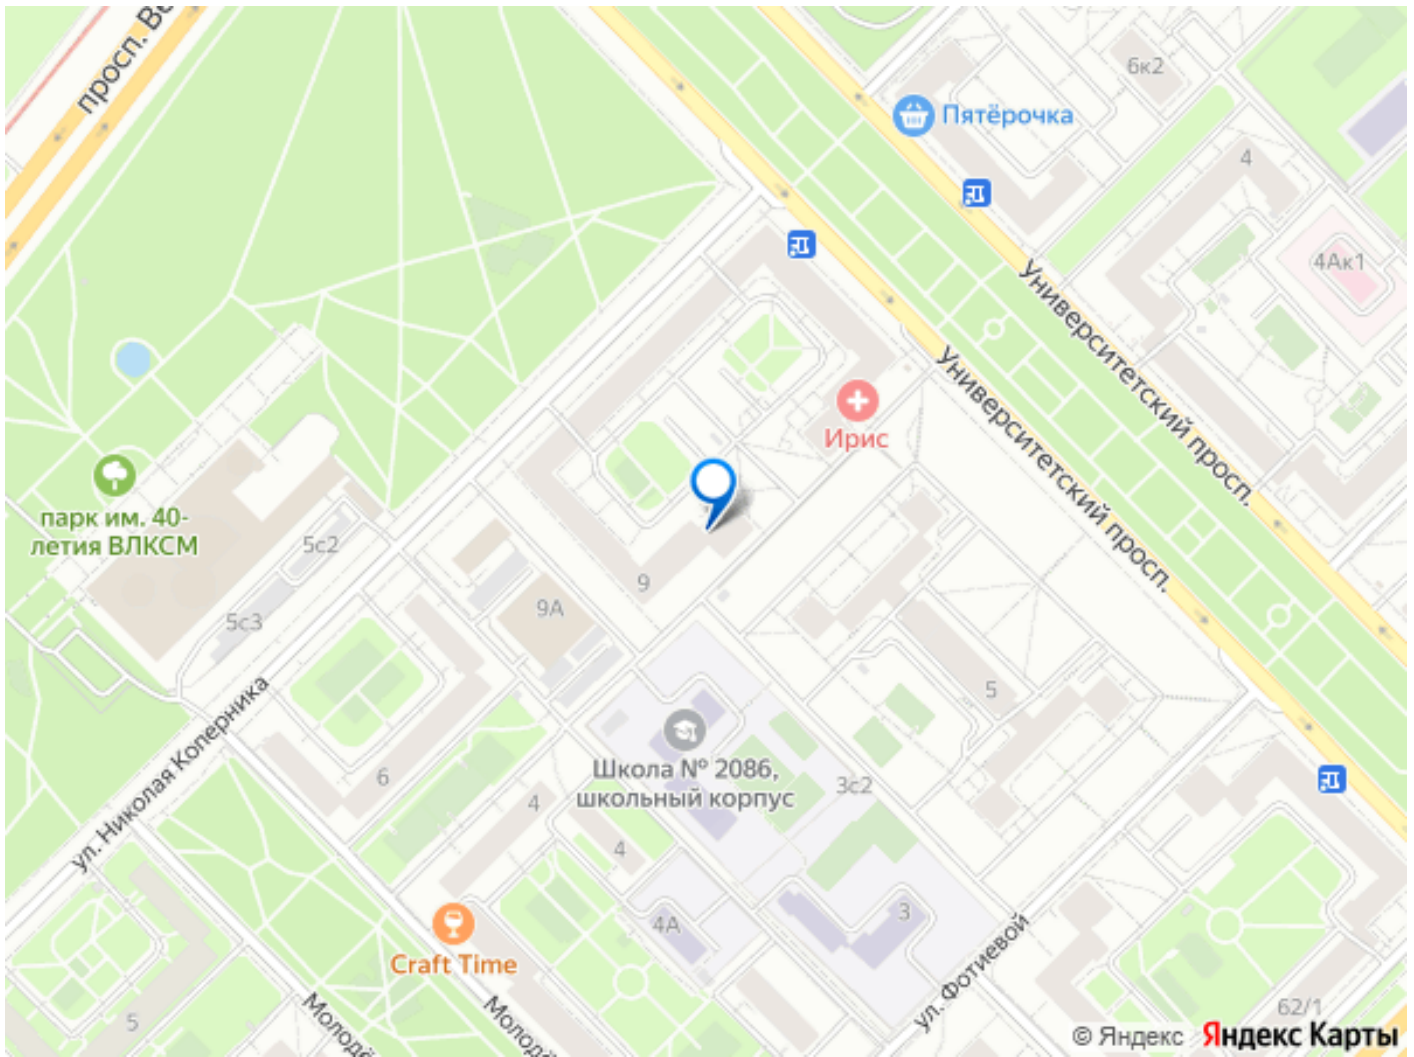 просп. Ве
6к2
Пятёрочка
4
4Ак1
Университетский просп.
Университетский просп.
Ирис
парк им. 40-
летия ВЛКСМ
5с2
5с3
9
9А
5
ул. Николая Коперника
6
Школа № 2086,
школьный корпус
3с2
4
4
4А
3
Craft Time
ул. Фотиевой
5
Молодё
Молодё
62/1
© Яндекс Яндекс Карты